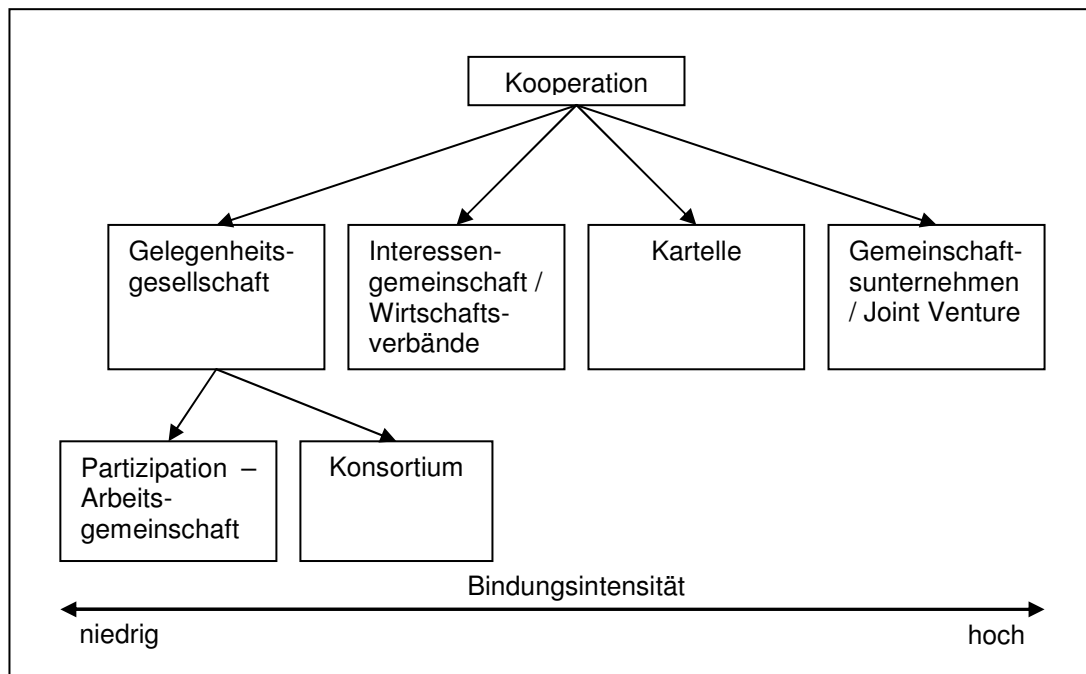 Kooperation
Gelegenheits-
gesellschaft
Interessen-
gemeinschaft /
Wirtschafts-
verbände
Kartelle
Gemeinschaft-
sunternehmen
/ Joint Venture
Partizipation –
Arbeits-
gemeinschaft
Konsortium
Bindungsintensität
niedrig
hoch